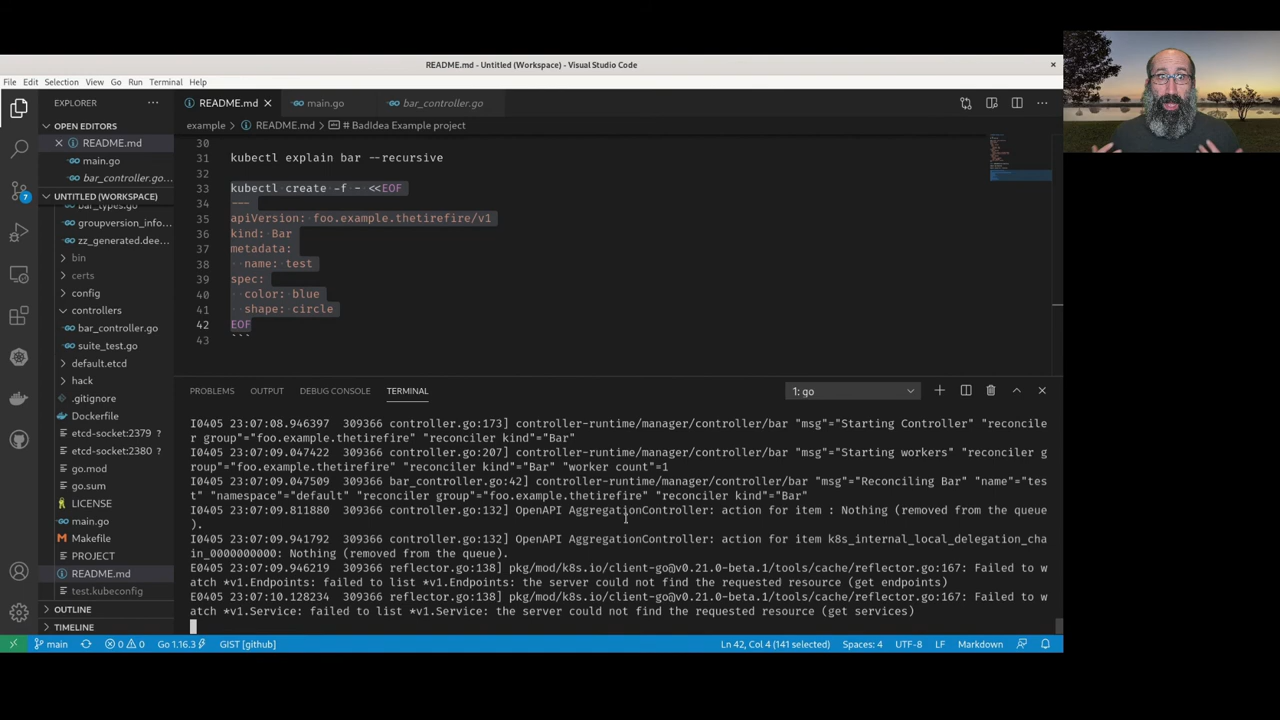 README.md - Untitled (Workspace) - Visual Studio Code
File Edit Selection View Go Run Terminal Help
EXPLORER
OPEN EDITORS
README.md
main.go
bar_controller.go...
UNTITLED (WORKSPACE)
bar_types.go
groupversion_info...
zz_generated.dee...
bin
certs
config
controllers
bar_controller.go
suite_test.go
default.etcd
hack
.gitignore
Dockerfile
etcd-socket:2379
etcd-socket:2380
go.mod
go.sum
LICENSE
main.go
Makefile
PROJECT
README.md
test.kubeconfig
OUTLINE
TIMELINE
7
README.md main.go bar_controller.go
example > README.md > # BadIdea Example project
30
31 kubectl explain bar --recursive
32
33 kubectl create -f - <<EOF
34 ---
35 apiVersion: foo.example.thetirefire/v1
36 kind: Bar
37 metadata:
38 name: test
39 spec:
40 color: blue
41 shape: circle
42 EOF
43 ```
PROBLEMS OUTPUT DEBUG CONSOLE TERMINAL 1: go
I0405 23:07:08.946397 309366 controller.go:173] controller-runtime/manager/controller/bar "msg"="Starting Controller" "reconcile
r group"="foo.example.thetirefire" "reconciler kind"="Bar"
I0405 23:07:09.047422 309366 controller.go:207] controller-runtime/manager/controller/bar "msg"="Starting workers" "reconciler g
roup"="foo.example.thetirefire" "reconciler kind"="Bar" "worker count"=1
I0405 23:07:09.047509 309366 bar_controller.go:42] controller-runtime/manager/controller/bar "msg"="Reconciling Bar" "name"="tes
t" "namespace"="default" "reconciler group"="foo.example.thetirefire" "reconciler kind"="Bar"
I0405 23:07:09.811880 309366 controller.go:132] OpenAPI AggregationController: action for item : Nothing (removed from the queue
).
I0405 23:07:09.941792 309366 controller.go:132] OpenAPI AggregationController: action for item k8s_internal_local_delegation_cha
in_0000000000: Nothing (removed from the queue).
E0405 23:07:09.946219 309366 reflector.go:138] pkg/mod/k8s.io/client-go@v0.21.0-beta.1/tools/cache/reflector.go:167: Failed to w
atch *v1.Endpoints: failed to list *v1.Endpoints: the server could not find the requested resource (get endpoints)
E0405 23:07:10.128234 309366 reflector.go:138] pkg/mod/k8s.io/client-go@v0.21.0-beta.1/tools/cache/reflector.go:167: Failed to w
atch *v1.Service: failed to list *v1.Service: the server could not find the requested resource (get services)
main 0 0 Go 1.16.3 GIST [github] Ln 42, Col 4 (141 selected) Spaces: 4 UTF-8 LF Markdown